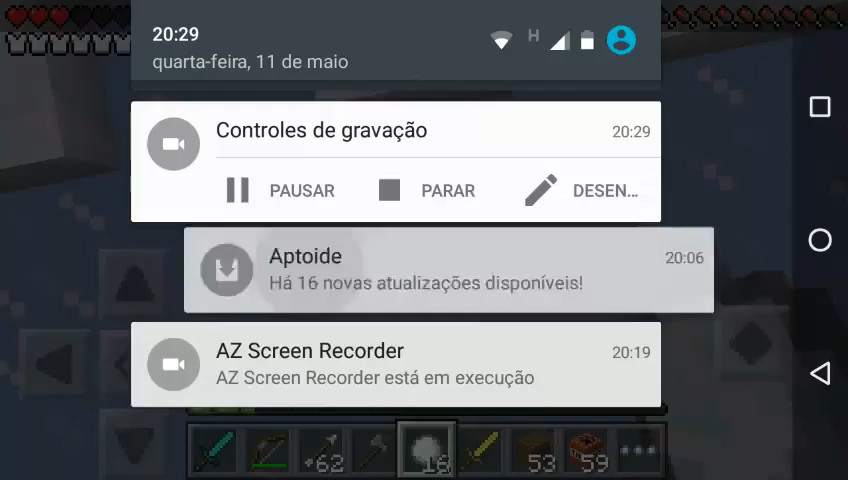 20:29
quarta-feira, 11 de maio
H
Controles de gravação
20:29
PAUSAR
PARAR
DESEN...
Aptoide
20:06
Há 16 novas atualizações disponíveis!
AZ Screen Recorder
20:19
AZ Screen Recorder está em execução
62
16
53
59